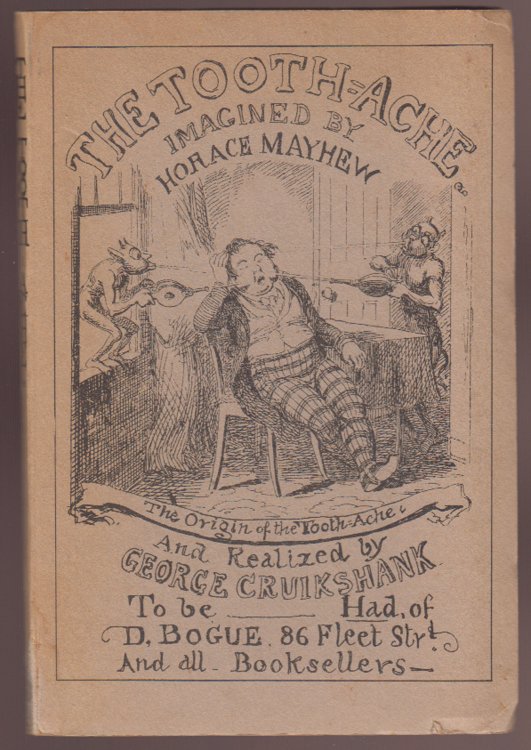 THE TOOTH=ACHE.
IMAGINED BY
HORACE MAYHEW
The Origin of the Tooth-Ache
And Realized by
GEORGE CRUIKSHANK
To be ______ Had, of
D. BOGUE. 86 Fleet Strt
And all - Booksellers —